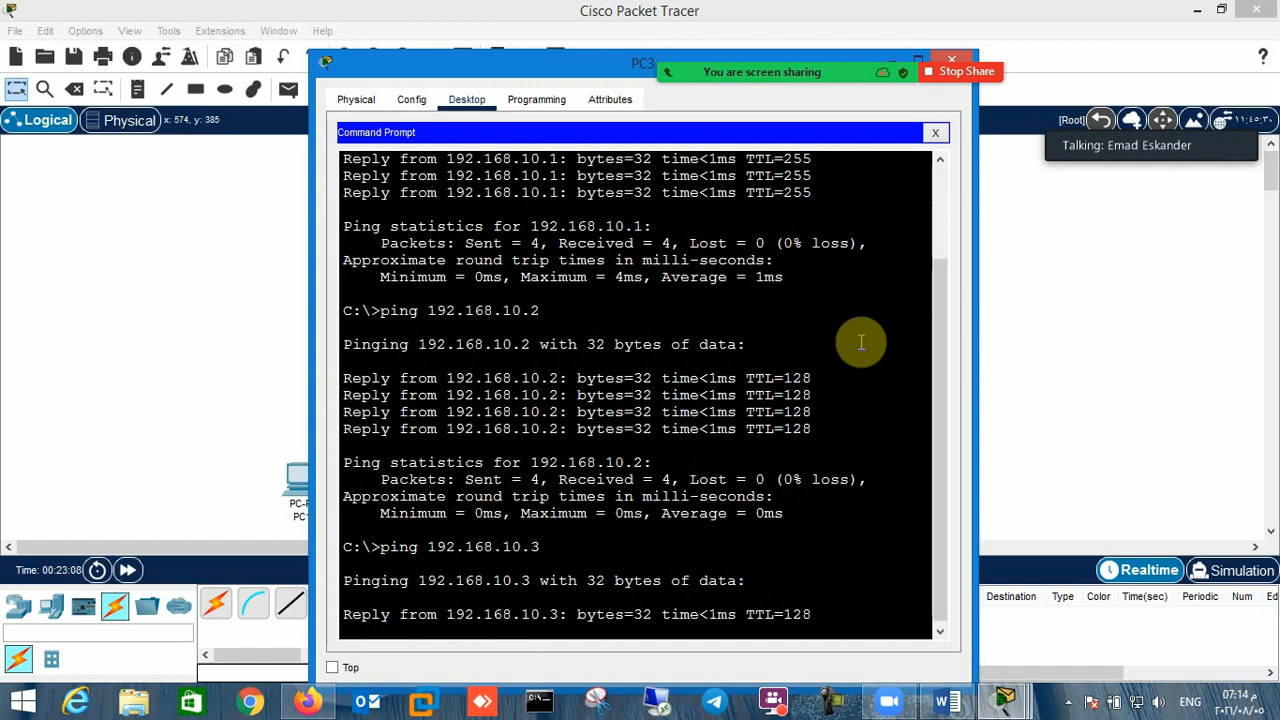 Cisco Packet Tracer
File Edit Options View Tools Extensions Window Help
PC3
You are screen sharing
Stop Share
Physical Config Desktop Programming Attributes
Logical
Physical
x: 574, y: 385
[Root]
١١:٤٥:٣٠
Talking: Emad Eskander
Command Prompt
X
Reply from 192.168.10.1: bytes=32 time<1ms TTL=255
Reply from 192.168.10.1: bytes=32 time<1ms TTL=255
Reply from 192.168.10.1: bytes=32 time<1ms TTL=255
Ping statistics for 192.168.10.1:
Packets: Sent = 4, Received = 4, Lost = 0 (0% loss),
Approximate round trip times in milli-seconds:
Minimum = 0ms, Maximum = 4ms, Average = 1ms
C:\>ping 192.168.10.2
Pinging 192.168.10.2 with 32 bytes of data:
Reply from 192.168.10.2: bytes=32 time<1ms TTL=128
Reply from 192.168.10.2: bytes=32 time<1ms TTL=128
Reply from 192.168.10.2: bytes=32 time<1ms TTL=128
Reply from 192.168.10.2: bytes=32 time<1ms TTL=128
Ping statistics for 192.168.10.2:
Packets: Sent = 4, Received = 4, Lost = 0 (0% loss),
Approximate round trip times in milli-seconds:
Minimum = 0ms, Maximum = 0ms, Average = 0ms
C:\>ping 192.168.10.3
Pinging 192.168.10.3 with 32 bytes of data:
Reply from 192.168.10.3: bytes=32 time<1ms TTL=128
Top
PC-P
PC1
Time: 00:23:08
Realtime
Simulation
Destination Type Color Time(sec) Periodic Num Ed
ENG
٠٧:١٤ م
٢٠٢١/٠٨/٠٥